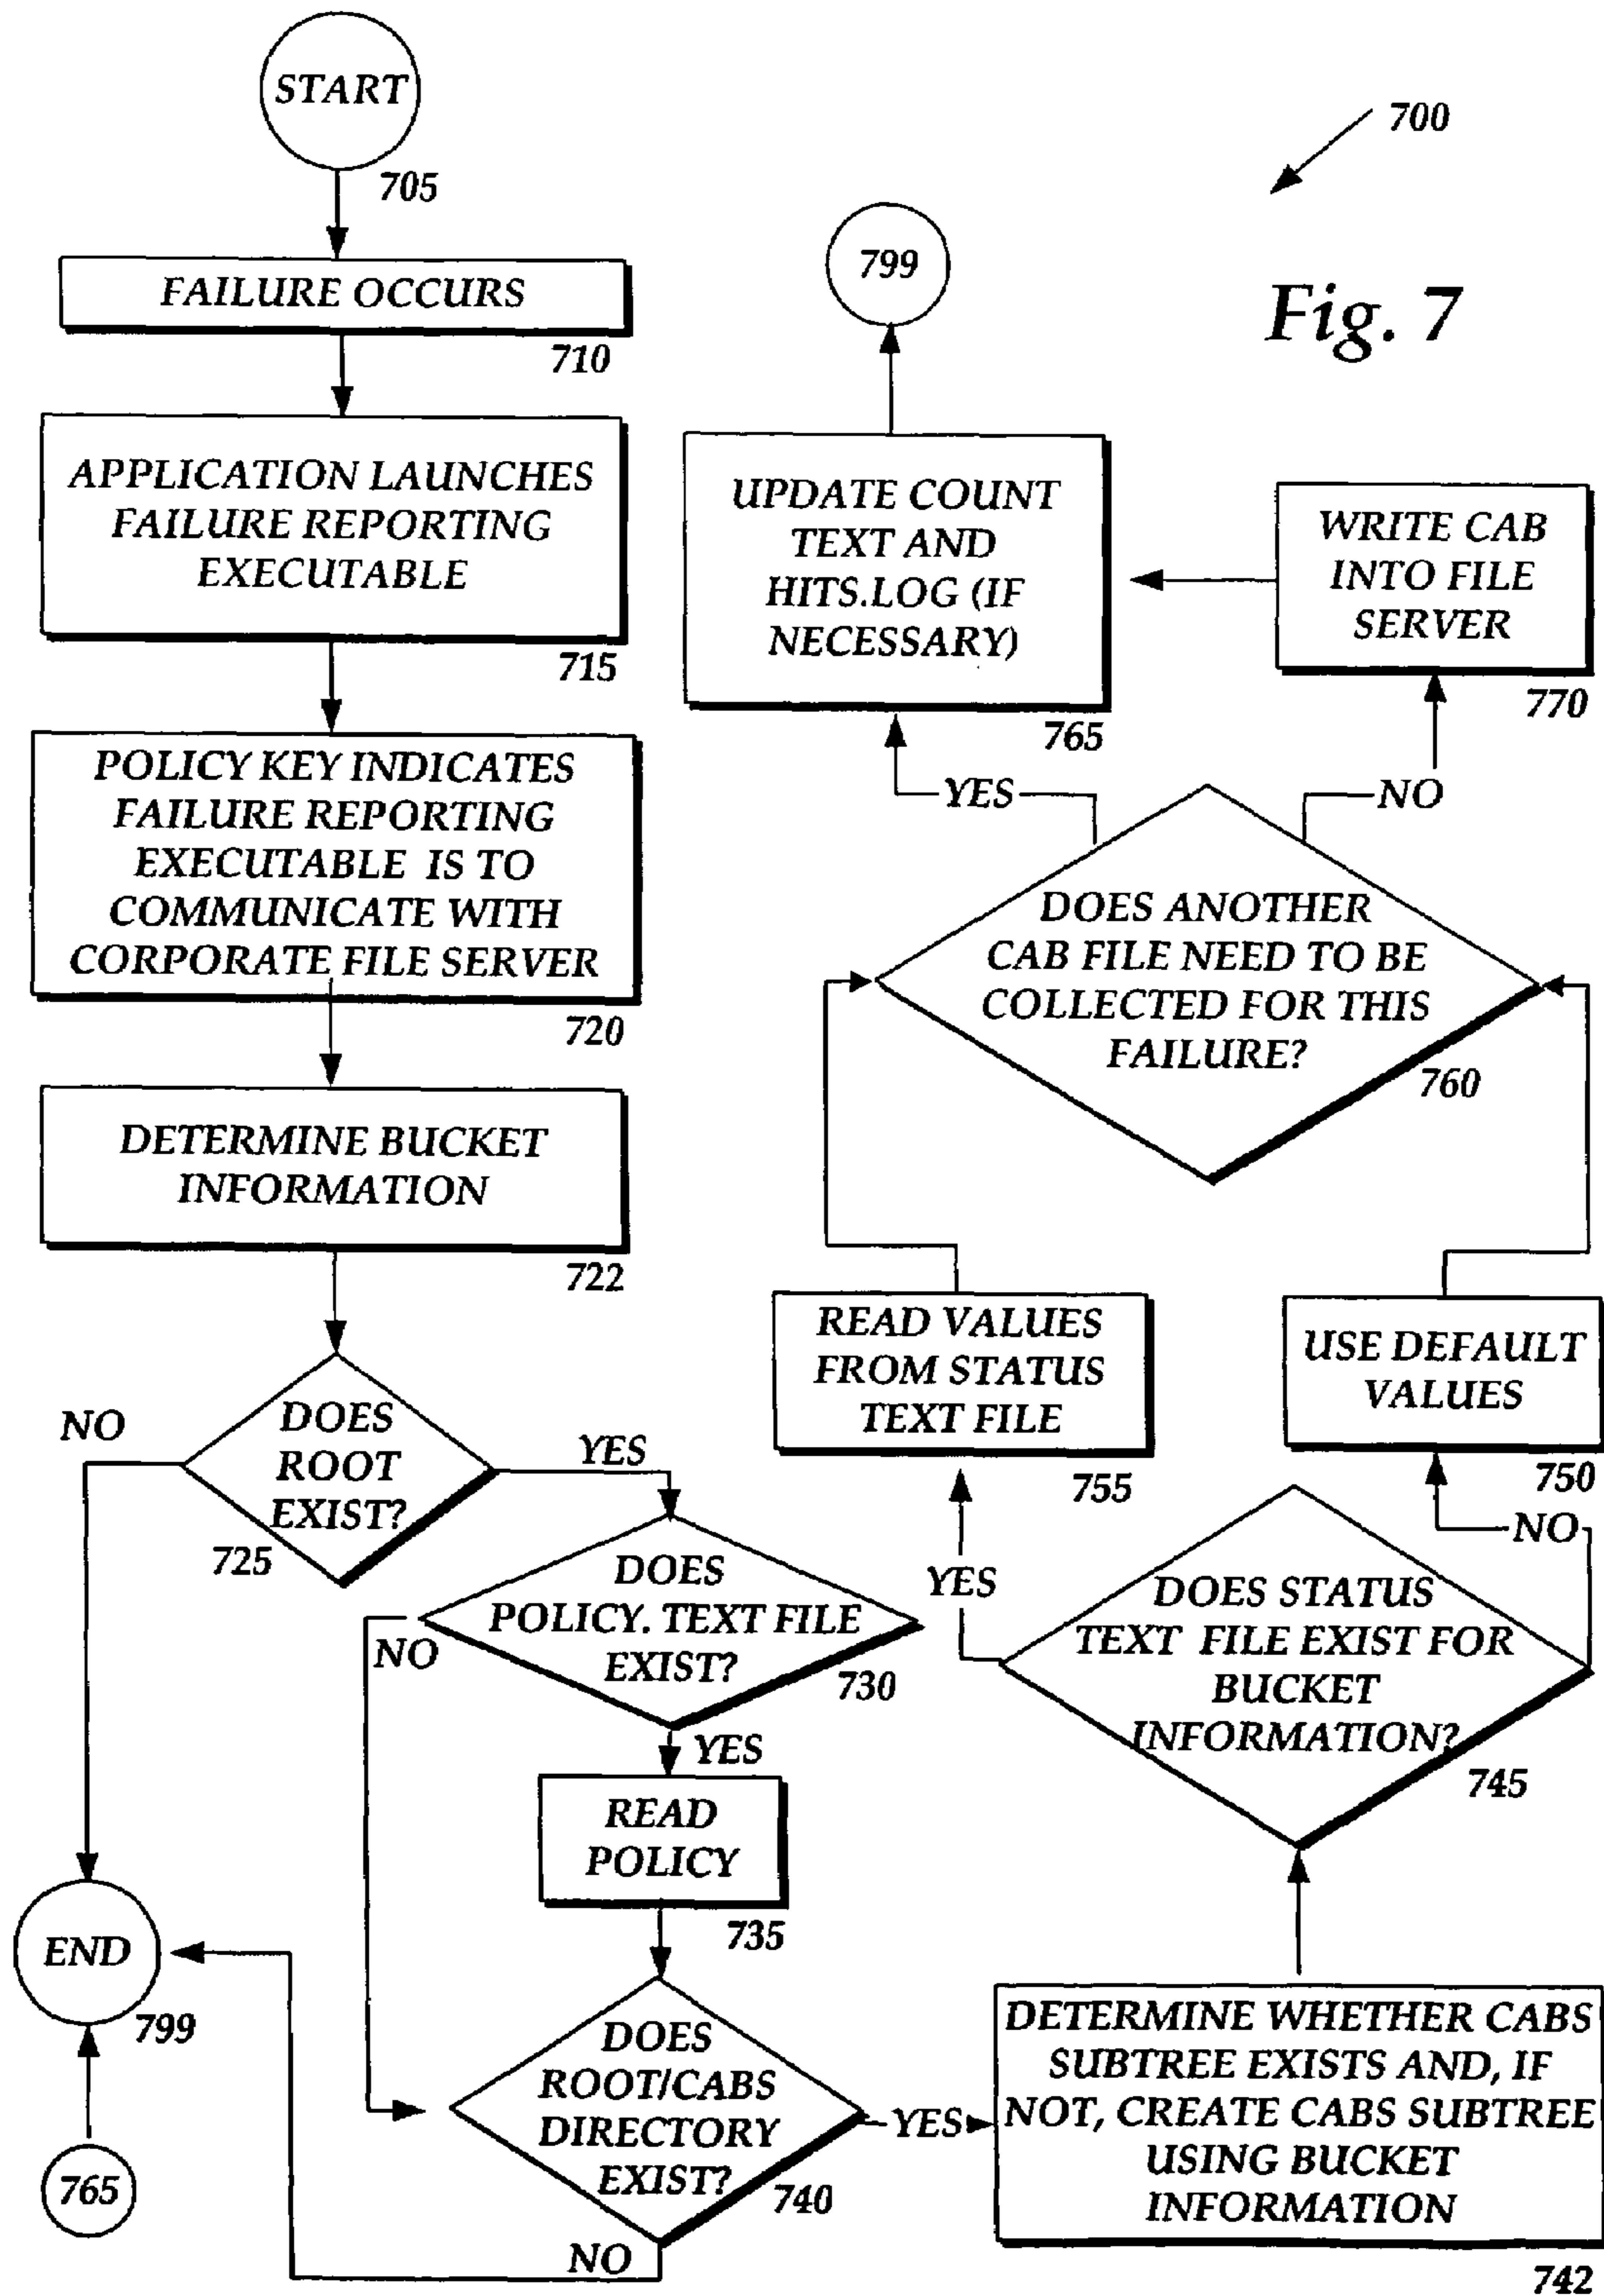 START
705
FAILURE OCCURS
710
APPLICATION LAUNCHES
FAILURE REPORTING
EXECUTABLE
715
POLICY KEY INDICATES
FAILURE REPORTING
EXECUTABLE IS TO
COMMUNICATE WITH
CORPORATE FILE SERVER
720
DETERMINE BUCKET
INFORMATION
722
DOES
ROOT
EXIST?
725
NO
YES
DOES
POLICY. TEXT FILE
EXIST?
730
NO
YES
READ
POLICY
735
DOES
ROOT/CABS
DIRECTORY
EXIST?
740
NO
YES
END
799
765
700
Fig. 7
799
UPDATE COUNT
TEXT AND
HITS.LOG (IF
NECESSARY)
765
WRITE CAB
INTO FILE
SERVER
770
YES
NO
DOES ANOTHER
CAB FILE NEED TO BE
COLLECTED FOR THIS
FAILURE?
760
READ VALUES
FROM STATUS
TEXT FILE
755
USE DEFAULT
VALUES
750
YES
NO
DOES STATUS
TEXT FILE EXIST FOR
BUCKET
INFORMATION?
745
DETERMINE WHETHER CABS
SUBTREE EXISTS AND, IF
NOT, CREATE CABS SUBTREE
USING BUCKET
INFORMATION
742